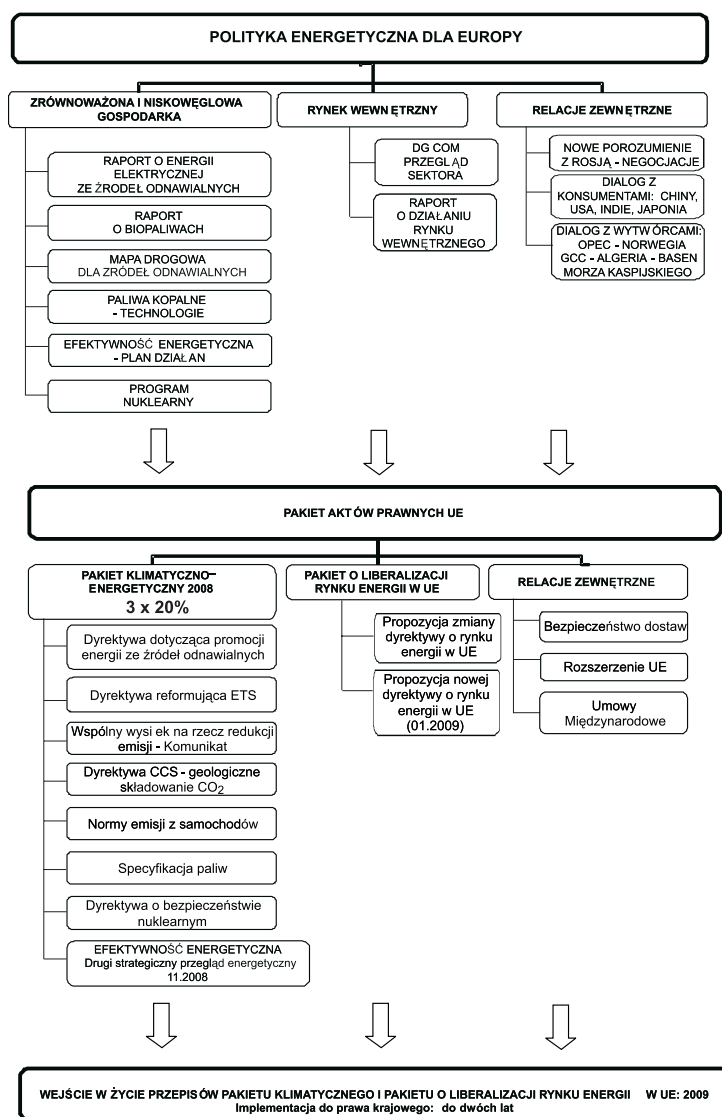 POLITYKA ENERGETYCZNA DLA EUROPY
ZRÓWNOWAŻONA I NISKOWĘGLOWA
GOSPODARKA
RAPORT O ENERGII
ELEKTRYCZNEJ
ZE ŹRODEŁ ODNAWIALNYCH
RAPORT
O BIOPALIWACH
MAPA DROGOWA
DLA ZRÓDEŁ ODNAWIALNYCH
PALIWA KOPALNE
- TECHNOLOGIE
EFEKTYWNOŚĆ ENERGETYCZNA
- PLAN DZIAŁAN
PROGRAM
NUKLEARNY
RYNEK WEWNĘTRZNY
DG COM
PRZEGLĄD
SEKTORA
RAPORT
O DZIAŁANIU
RYNKU
WEWNĘTRZNEGO
RELACJE ZEWNĘTRZNE
NOWE POROZUMIENIE
Z ROSJĄ - NEGOCJACJE
DIALOG Z
KONSUMENTAMI: CHINY,
USA, INDIE, JAPONIA
DIALOG Z WYTWÓRCAMI:
OPEC - NORWEGIA
GCC - ALGERIA - BASEN
MORZA KASPIJSKIEGO
PAKIET AKTÓW PRAWNYCH UE
PAKIET KLIMATYCZNO–
ENERGETYCZNY 2008
3 x 20%
Dyrektywa dotycząca promocji
energii ze źródeł odnawialnych
Dyrektywa reformująca ETS
Wspólny wysi ek na rzecz redukcji
emisji - Komunikat
Dyrektywa CCS - geologiczne
składowanie CO2
Normy emisji z samochodów
Specyfikacja paliw
Dyrektywa o bezpieczeństwie
nuklearnym
EFEKTYWNOŚĆ ENERGETYCZNA
Drugi strategiczny przegląd energetyczny
11.2008
PAKIET O LIBERALIZACJI
RYNKU ENERGII W UE
Propozycja zmiany
dyrektywy o rynku
energii w UE
Propozycja nowej
dyrektywy o rynku
energii w UE
(01.2009)
RELACJE ZEWNĘTRZNE
Bezpieczeństwo dostaw
Rozszerzenie UE
Umowy
Międzynarodowe
WEJŚCIE W ŻYCIE PRZEPISÓW PAKIETU KLIMATYCZNEGO I PAKIETU O LIBERALIZACJI RYNKU ENERGII W UE: 2009
Implementacja do prawa krajowego: do dwóch lat